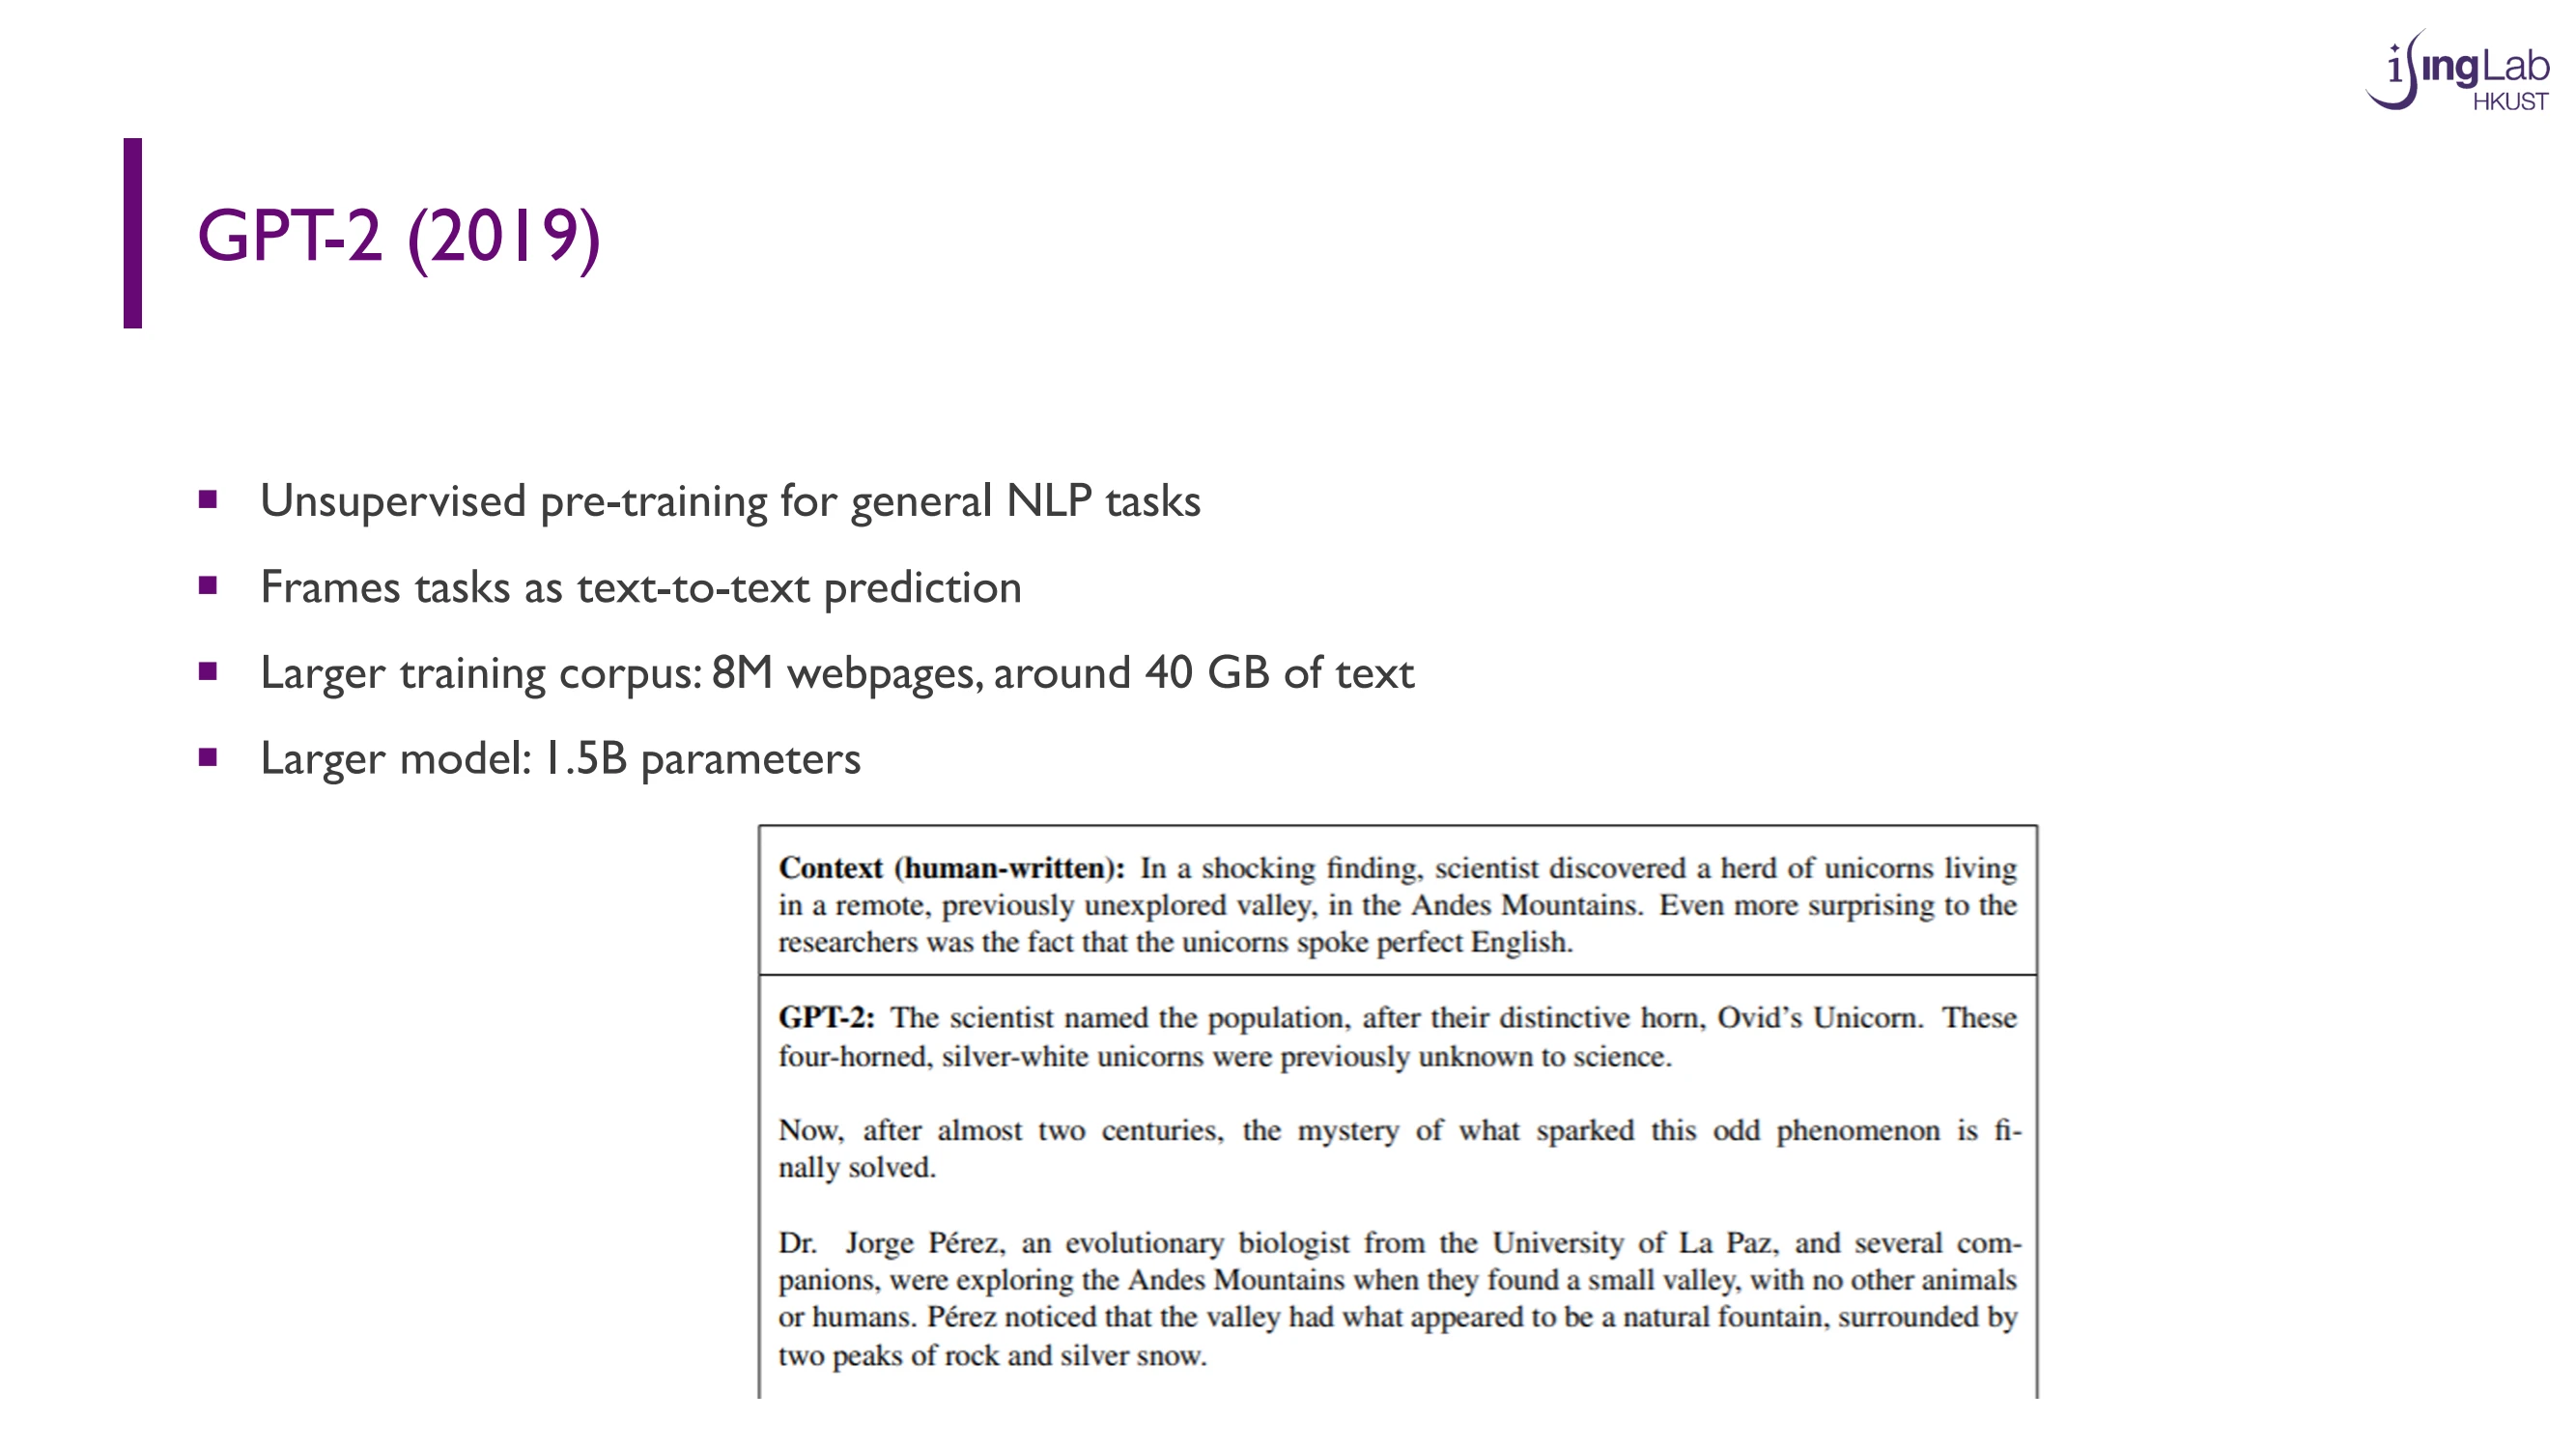 iSingLab
HKUST
GPT-2 (2019)
Unsupervised pre-training for general NLP tasks
Frames tasks as text-to-text prediction
Larger training corpus: 8M webpages, around 40 GB of text
Larger model: 1.5B parameters
Context (human-written): In a shocking finding, scientist discovered a herd of unicorns living
in a remote, previously unexplored valley, in the Andes Mountains. Even more surprising to the
researchers was the fact that the unicorns spoke perfect English.
GPT-2: The scientist named the population, after their distinctive horn, Ovid's Unicorn. These
four-horned, silver-white unicorns were previously unknown to science.
Now, after almost two centuries, the mystery of what sparked this odd phenomenon is fi-
nally solved.
Dr. Jorge Pérez, an evolutionary biologist from the University of La Paz, and several com-
panions, were exploring the Andes Mountains when they found a small valley, with no other animals
or humans. Pérez noticed that the valley had what appeared to be a natural fountain, surrounded by
two peaks of rock and silver snow.